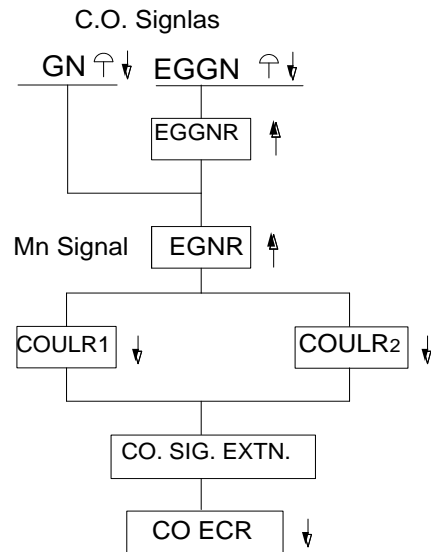 C.O. Signlas
GN EGGN
EGGNR
Mn Signal EGNR
COULR1 COULR2
CO. SIG. EXTN.
CO ECR